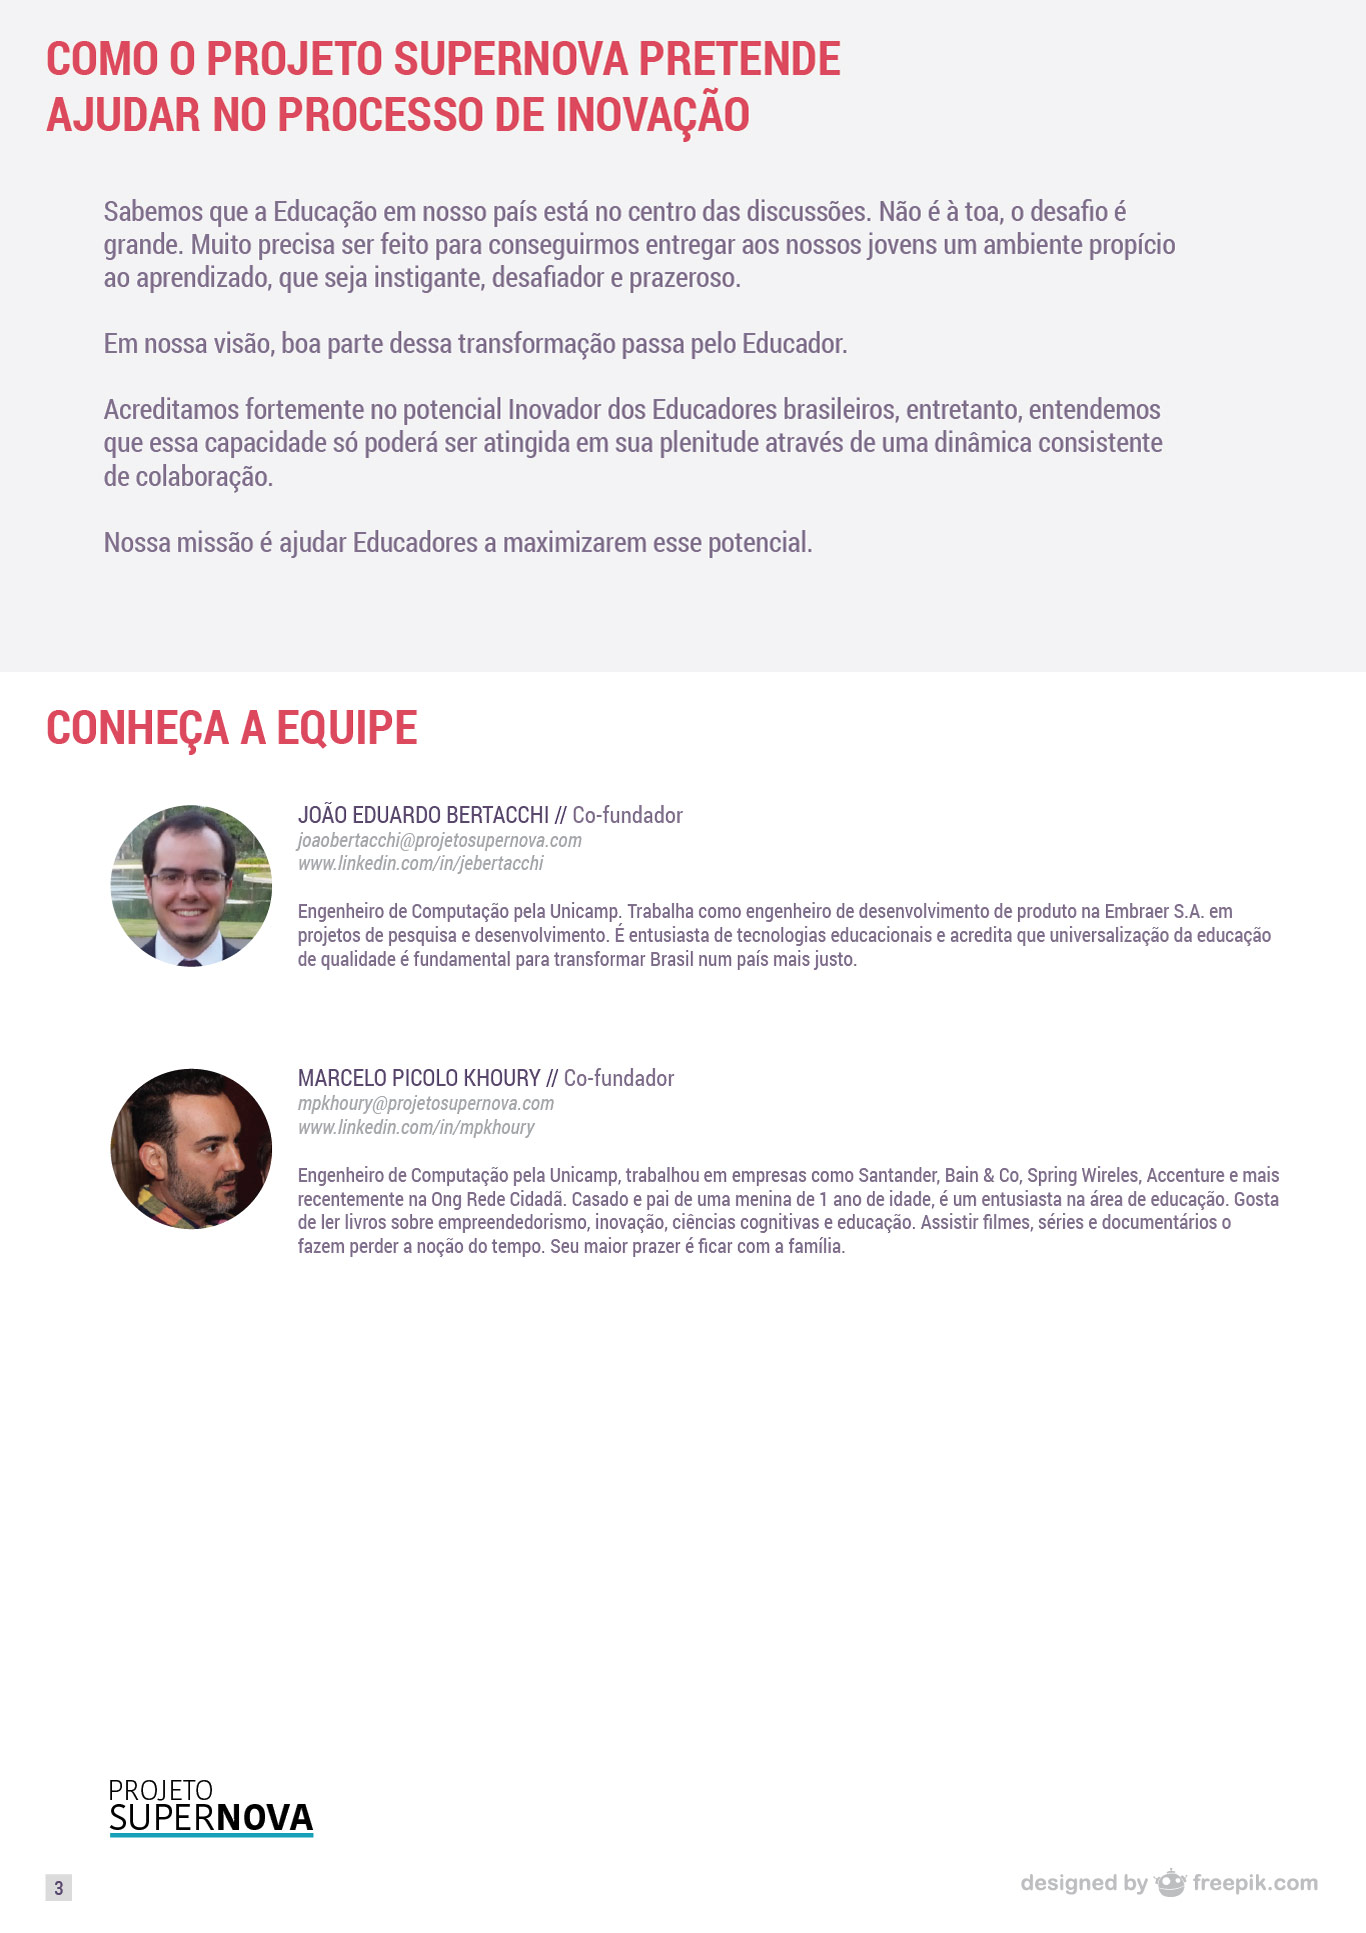 COMO O PROJETO SUPERNOVA PRETENDE
AJUDAR NO PROCESSO DE INOVAÇÃO
Sabemos que a Educação em nosso país está no centro das discussões. Não é à toa, o desafio é
grande. Muito precisa ser feito para conseguirmos entregar aos nossos jovens um ambiente propício
ao aprendizado, que seja instigante, desafiador e prazeroso.
Em nossa visão, boa parte dessa transformação passa pelo Educador.
Acreditamos fortemente no potencial Inovador dos Educadores brasileiros, entretanto, entendemos
que essa capacidade só poderá ser atingida em sua plenitude através de uma dinâmica consistente
de colaboração.
Nossa missão é ajudar Educadores a maximizarem esse potencial.
CONHEÇA A EQUIPE
JOÃO EDUARDO BERTACCHI // Co-fundador
joaobertacchi@projetosupernova.com
www.linkedin.com/in/jebertacchi
Engenheiro de Computação pela Unicamp. Trabalha como engenheiro de desenvolvimento de produto na Embraer S.A. em
projetos de pesquisa e desenvolvimento. É entusiasta de tecnologias educacionais e acredita que universalização da educação
de qualidade é fundamental para transformar Brasil num país mais justo.
MARCELO PICOLO KHOURY // Co-fundador
mpkhoury@projetosupernova.com
www.linkedin.com/in/mpkhoury
Engenheiro de Computação pela Unicamp, trabalhou em empresas como Santander, Bain & Co, Spring Wireles, Accenture e mais
recentemente na Ong Rede Cidadã. Casado e pai de uma menina de 1 ano de idade, é um entusiasta na área de educação. Gosta
de ler livros sobre empreendedorismo, inovação, ciências cognitivas e educação. Assistir filmes, séries e documentários o
fazem perder a noção do tempo. Seu maior prazer é ficar com a família.
PROJETO
SUPERNOVA
3
designed by freepik.com